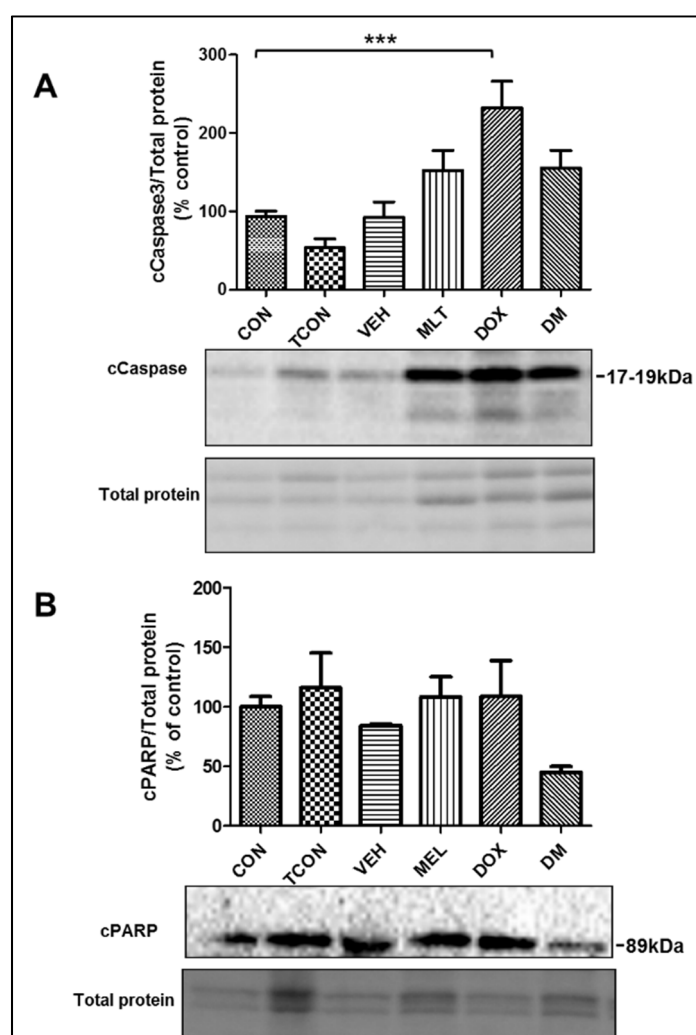 A
***
cCaspase3/Total protein
(% control)
300
200
100
0
CON TCON VEH MLT DOX DM
cCaspase
-17-19kDa
Total protein
B
cPARP/Total protein
(% of control)
200
150
100
50
0
CON TCON VEH MEL DOX DM
cPARP
-89kDa
Total protein